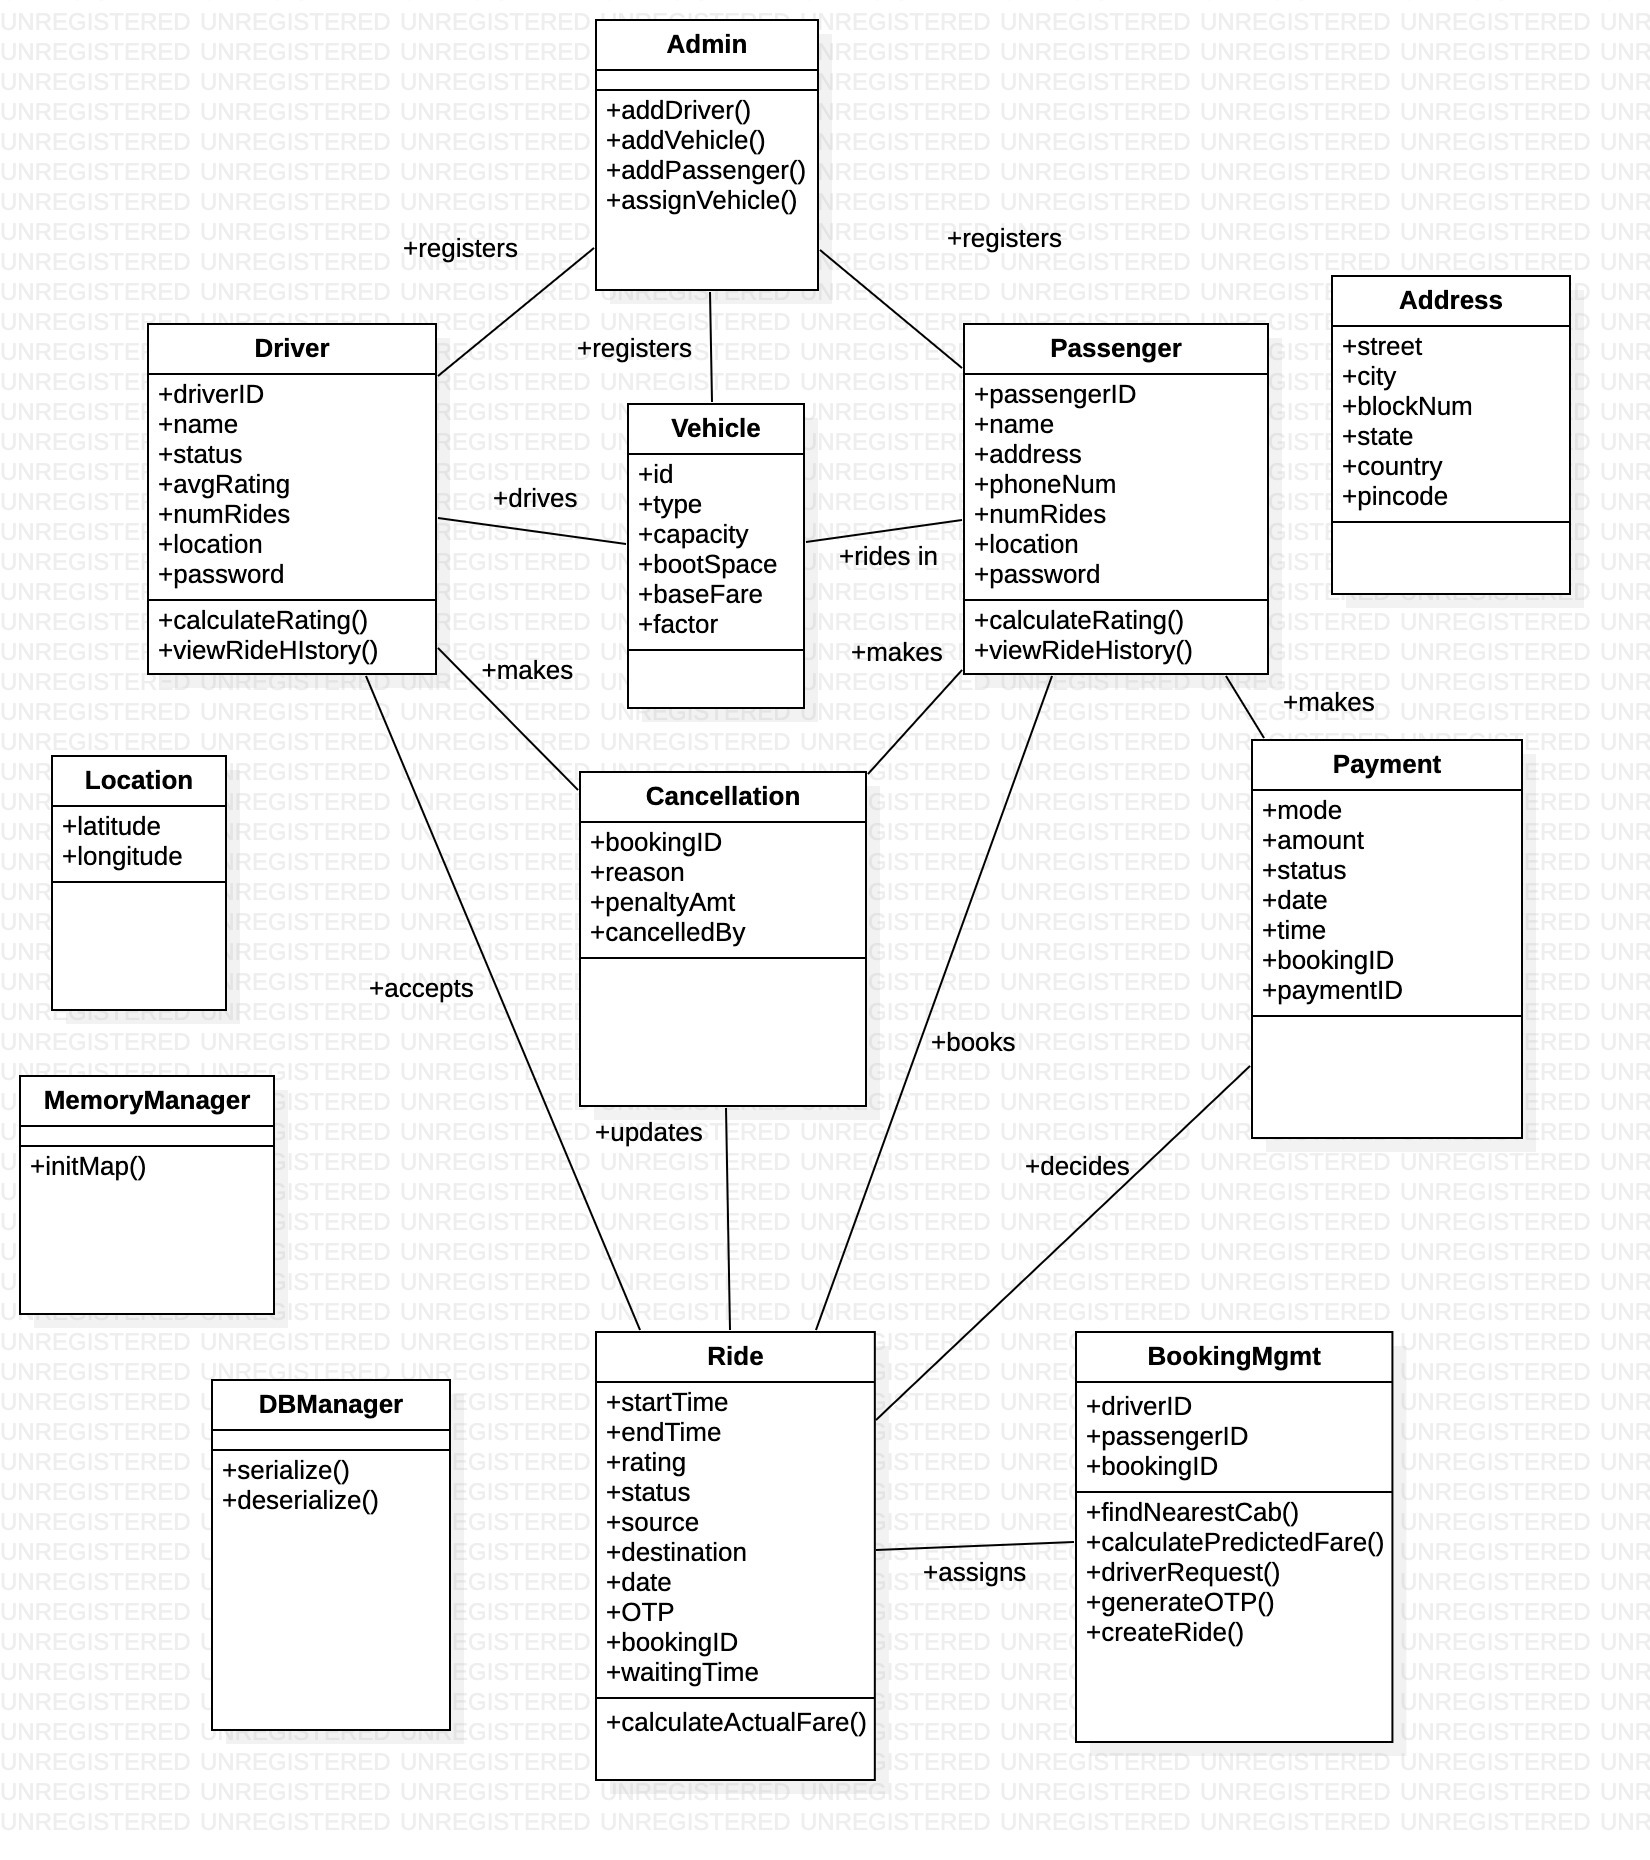 Admin
+addDriver()
+addVehicle()
+addPassenger()
+assignVehicle()
+registers
+registers
+registers
Driver
+driverID
+name
+status
+avgRating
+numRides
+location
+password
+calculateRating()
+viewRideHIstory()
+drives
Vehicle
+id
+type
+capacity
+bootSpace
+baseFare
+factor
+rides in
Passenger
+passengerID
+name
+address
+phoneNum
+numRides
+location
+password
+calculateRating()
+viewRideHistory()
Address
+street
+city
+blockNum
+state
+country
+pincode
+makes
+makes
+makes
Location
+latitude
+longitude
Cancellation
+bookingID
+reason
+penaltyAmt
+cancelledBy
Payment
+mode
+amount
+status
+date
+time
+bookingID
+paymentID
+accepts
+books
+updates
+decides
MemoryManager
+initMap()
DBManager
+serialize()
+deserialize()
Ride
+startTime
+endTime
+rating
+status
+source
+destination
+date
+OTP
+bookingID
+waitingTime
+calculateActualFare()
+assigns
BookingMgmt
+driverID
+passengerID
+bookingID
+findNearestCab()
+calculatePredictedFare()
+driverRequest()
+generateOTP()
+createRide()
UNREGISTERED